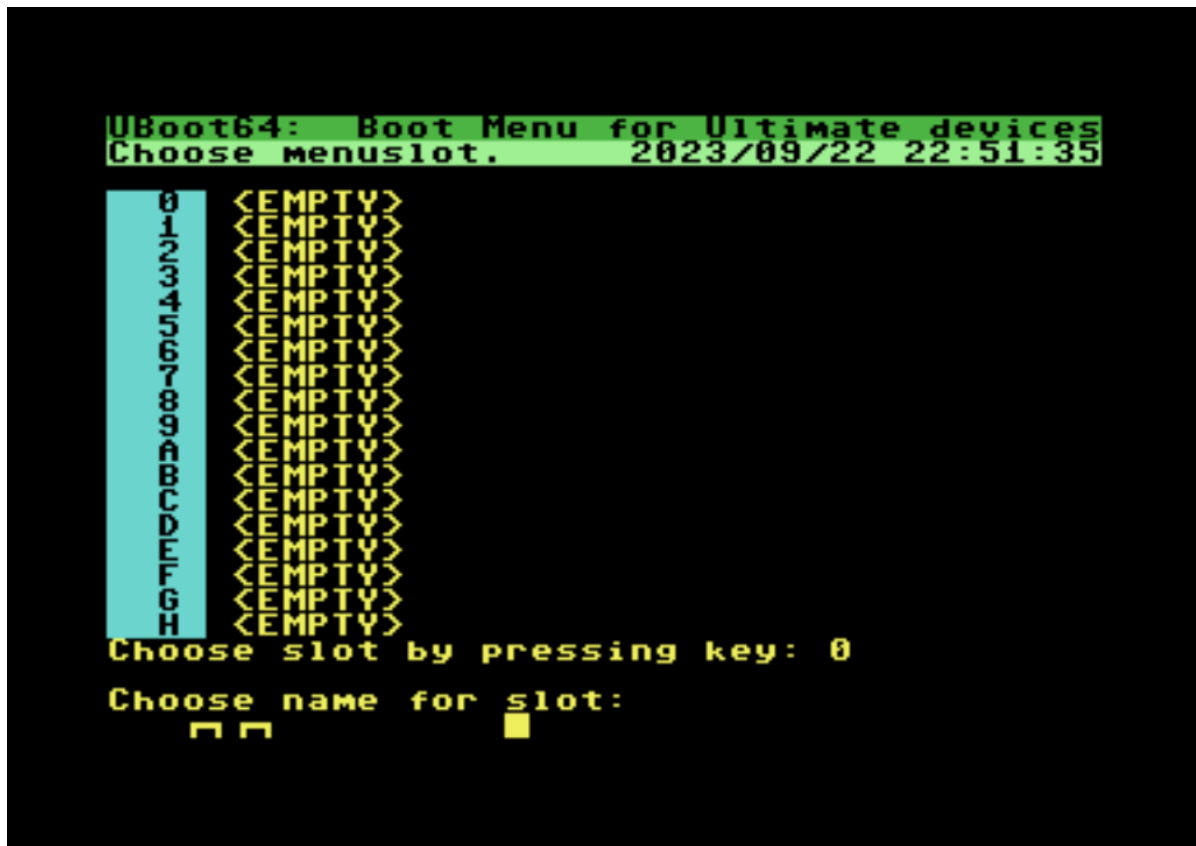 UBoot64:  Boot Menu for Ultimate devices
Choose menuslot.     2023/09/22 22:51:35
0 <EMPTY>
1 <EMPTY>
2 <EMPTY>
3 <EMPTY>
4 <EMPTY>
5 <EMPTY>
6 <EMPTY>
7 <EMPTY>
8 <EMPTY>
9 <EMPTY>
A <EMPTY>
B <EMPTY>
C <EMPTY>
D <EMPTY>
E <EMPTY>
F <EMPTY>
G <EMPTY>
H <EMPTY>
Choose slot by pressing key: 0
Choose name for slot: